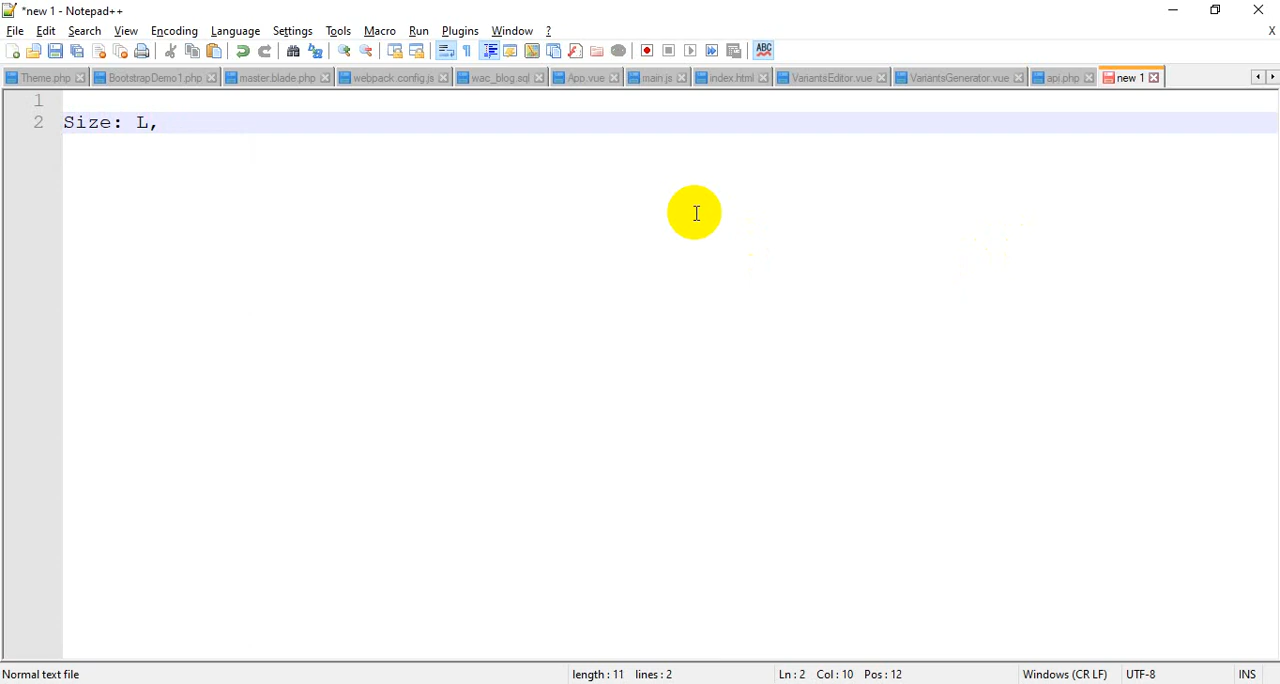 *new 1 - Notepad++
File Edit Search View Encoding Language Settings Tools Macro Run Plugins Window ? X
ABC
Theme.php BootstrapDemo1.php master.blade.php webpack.config.js wac_blog.sql App.vue main.js index.html VariantsEditor.vue VariantsGenerator.vue api.php new 1
1
2 Size: L,
Normal text file length : 11 lines : 2 Ln : 2 Col : 10 Pos : 12 Windows (CR LF) UTF-8 INS